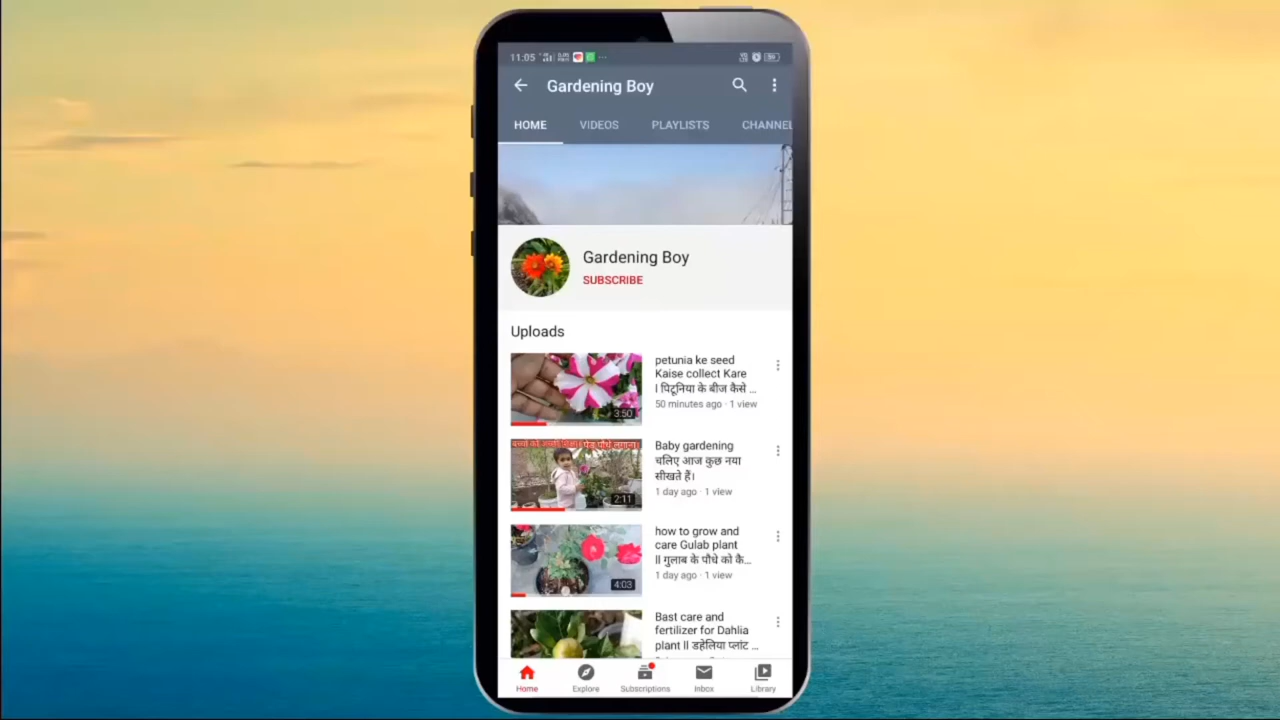 11:05
Gardening Boy
HOME VIDEOS PLAYLISTS CHANNEL
Gardening Boy
SUBSCRIBE
Uploads
petunia ke seed
Kaise collect Kare
l पिटूनिया के बीज कैसे ...
50 minutes ago · 1 view
3:50
Baby gardening
चलिए आज कुछ नया
सीखते हैं।
1 day ago · 1 view
2:11
how to grow and
care Gulab plant
ll गुलाब के पौधे को कै...
1 day ago · 1 view
4:03
Bast care and
fertilizer for Dahlia
plant ll डहेलिया प्लांट ...
Home Explore Subscriptions Inbox Library